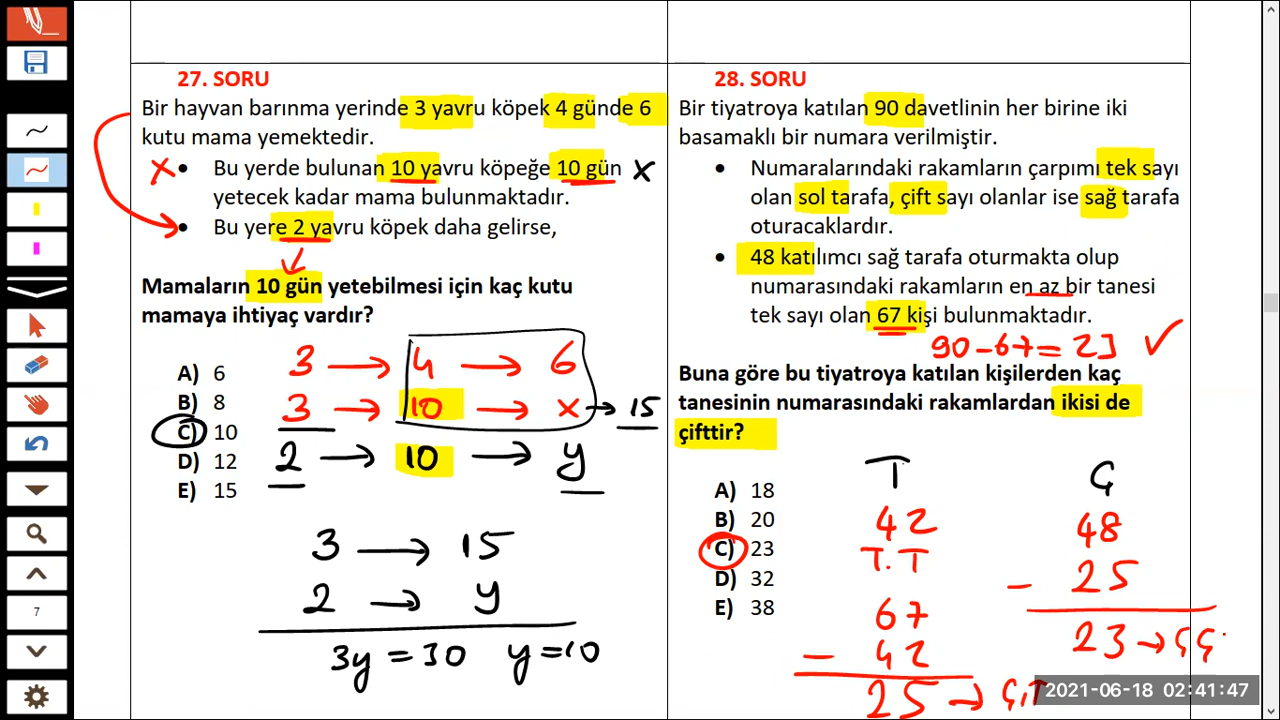 27. SORU
Bir hayvan barınma yerinde 3 yavru köpek 4 günde 6
kutu mama yemektedir.
• Bu yerde bulunan 10 yavru köpeğe 10 gün
yetecek kadar mama bulunmaktadır.
• Bu yere 2 yavru köpek daha gelirse,
Mamaların 10 gün yetebilmesi için kaç kutu
mamaya ihtiyaç vardır?
A) 6
B) 8
C) 10
D) 12
E) 15
3 → 4 → 6
3 → 10 → x → 15
2 → 10 → y
3 → 15
2 → y
3y = 30 y = 10
28. SORU
Bir tiyatroya katılan 90 davetlinin her birine iki
basamaklı bir numara verilmiştir.
• Numaralarındaki rakamların çarpımı tek sayı
olan sol tarafa, çift sayı olanlar ise sağ tarafa
oturacaklardır.
• 48 katılımcı sağ tarafa oturmakta olup
numarasındaki rakamların en az bir tanesi
tek sayı olan 67 kişi bulunmaktadır.
90 - 67 = 23 ✓
Buna göre bu tiyatroya katılan kişilerden kaç
tanesinin numarasındaki rakamlardan ikisi de
çifttir?
A) 18
B) 20
C) 23
D) 32
E) 38
T
42
T.T
67
- 42
25 → Ç.T
Ç
48
- 25
23 → Ç Ç
7
2021-06-18 02:41:47